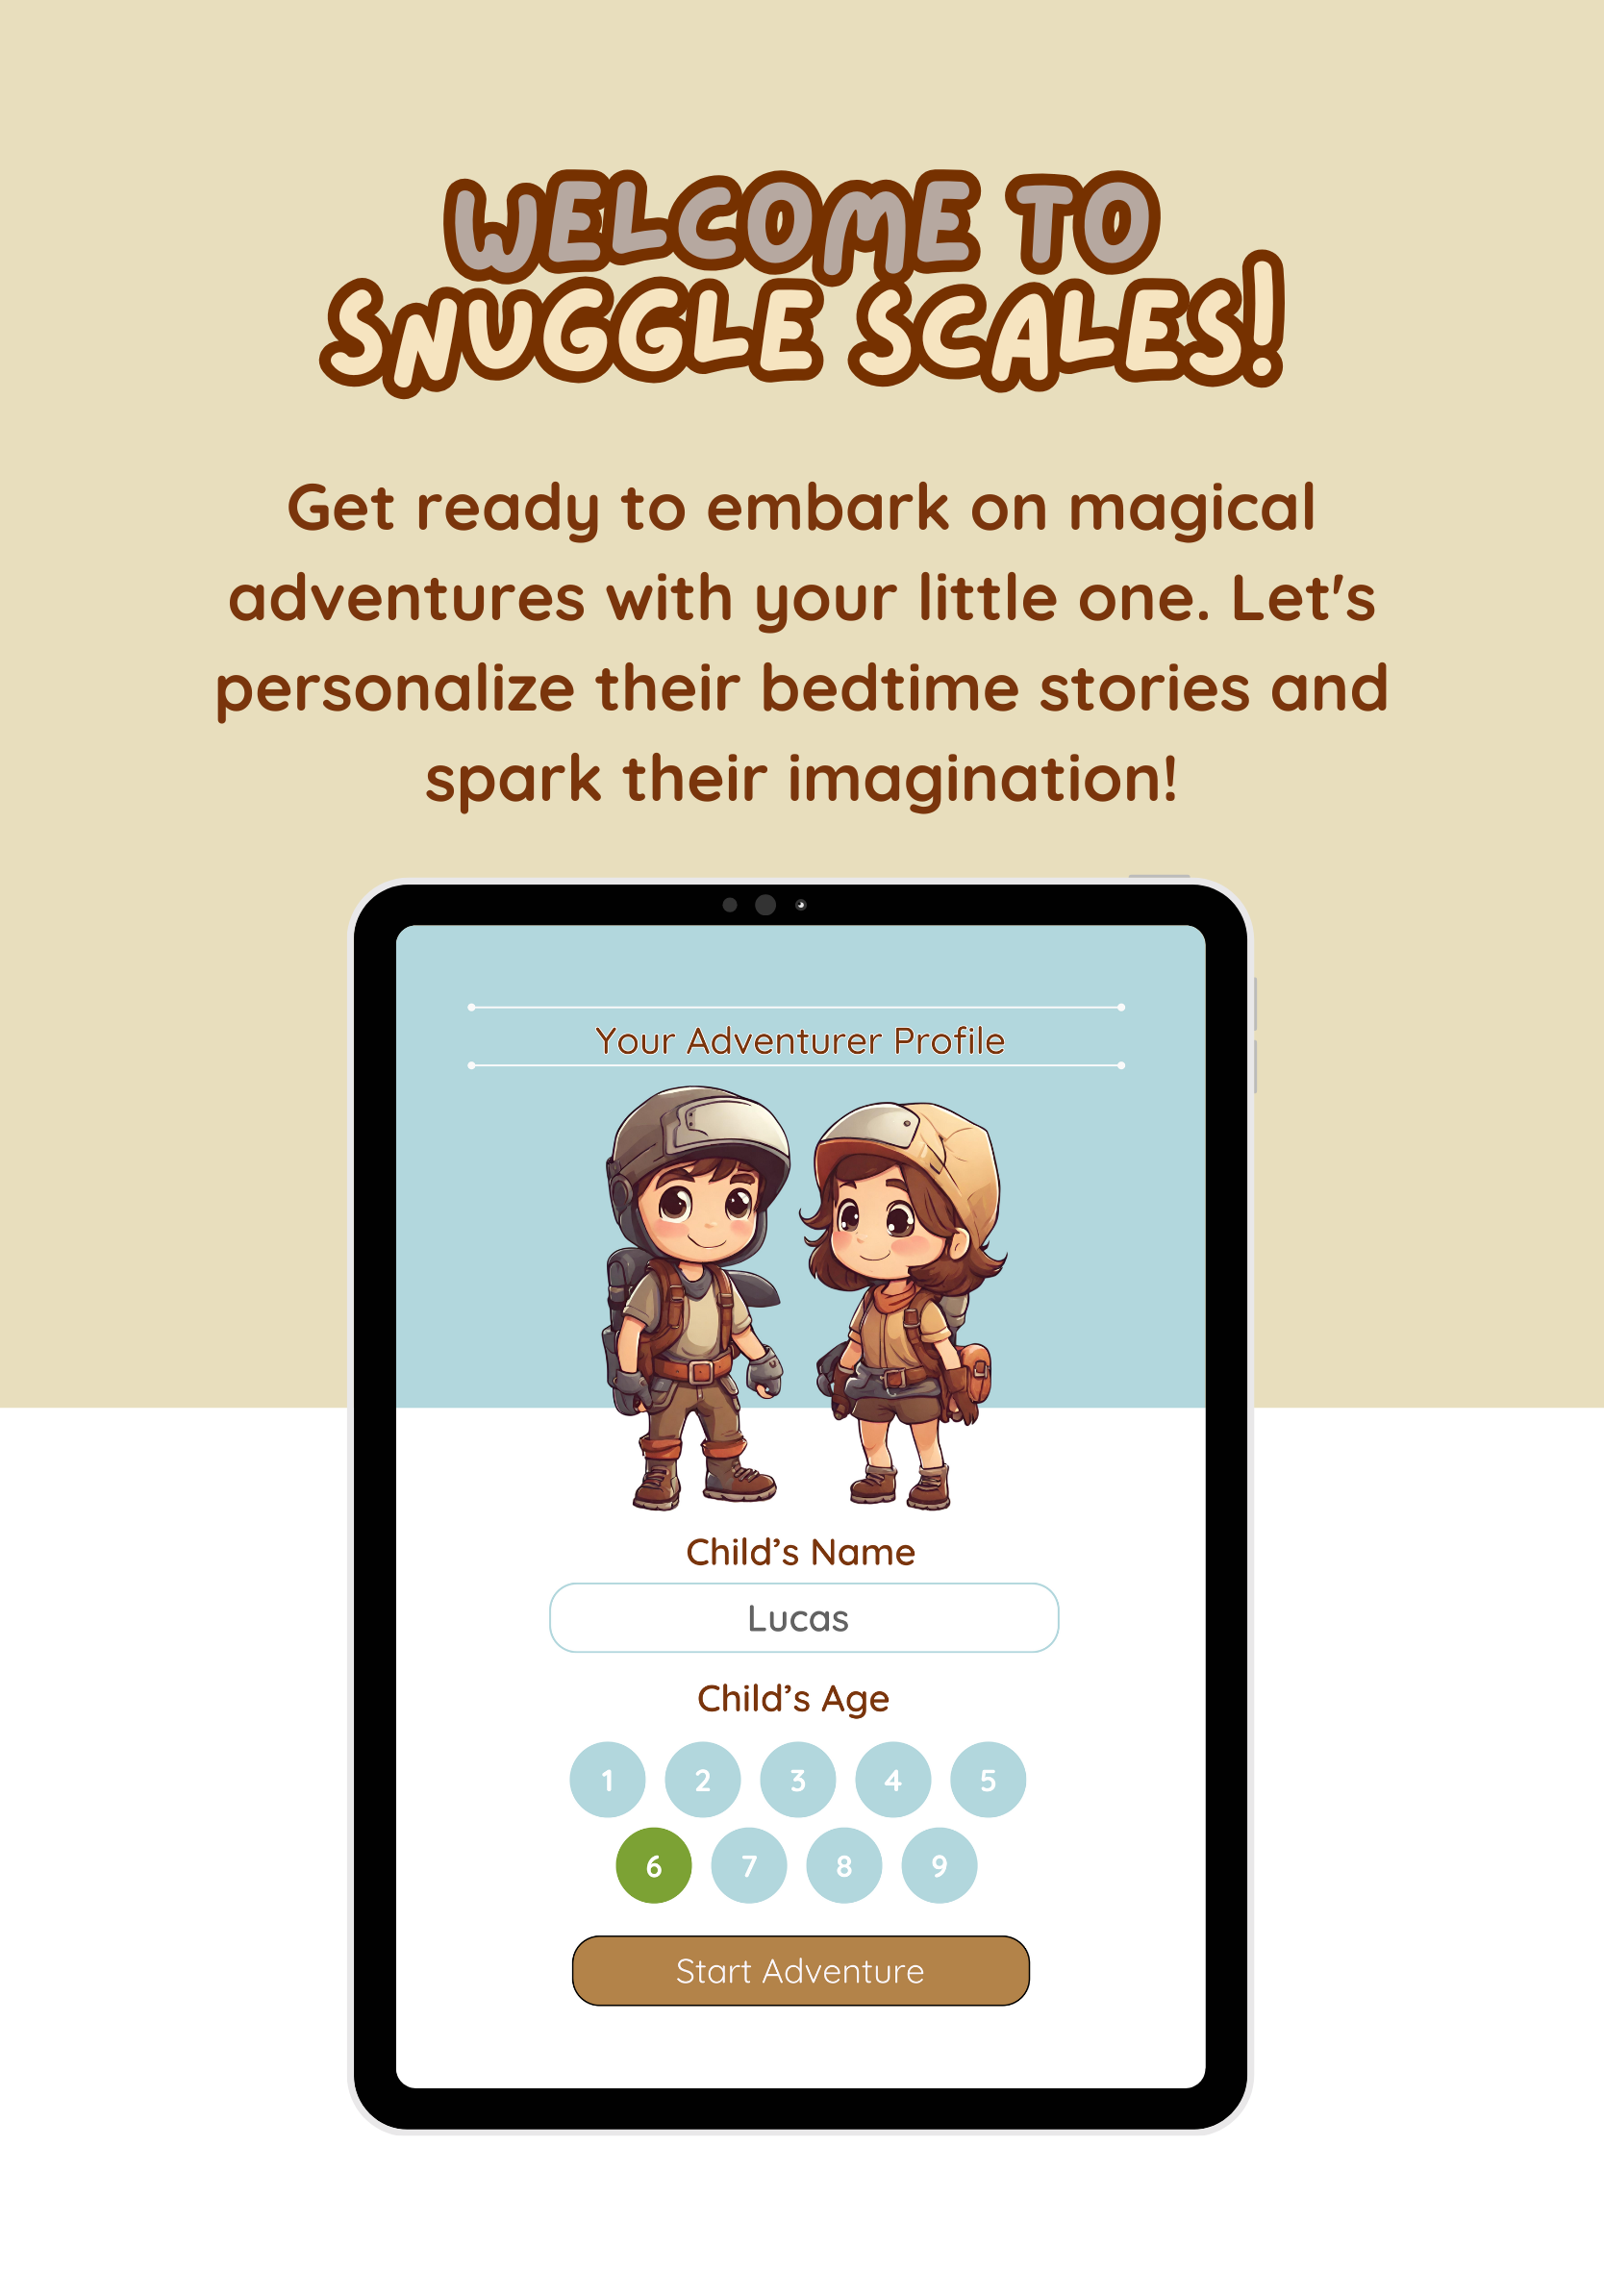 WELCOME TO
SNUGGLE SCALES!
Get ready to embark on magical
adventures with your little one. Let's
personalize their bedtime stories and
spark their imagination!
Your Adventurer Profile
Child’s Name
Lucas
Child’s Age
1 2 3 4 5
6 7 8 9
Start Adventure